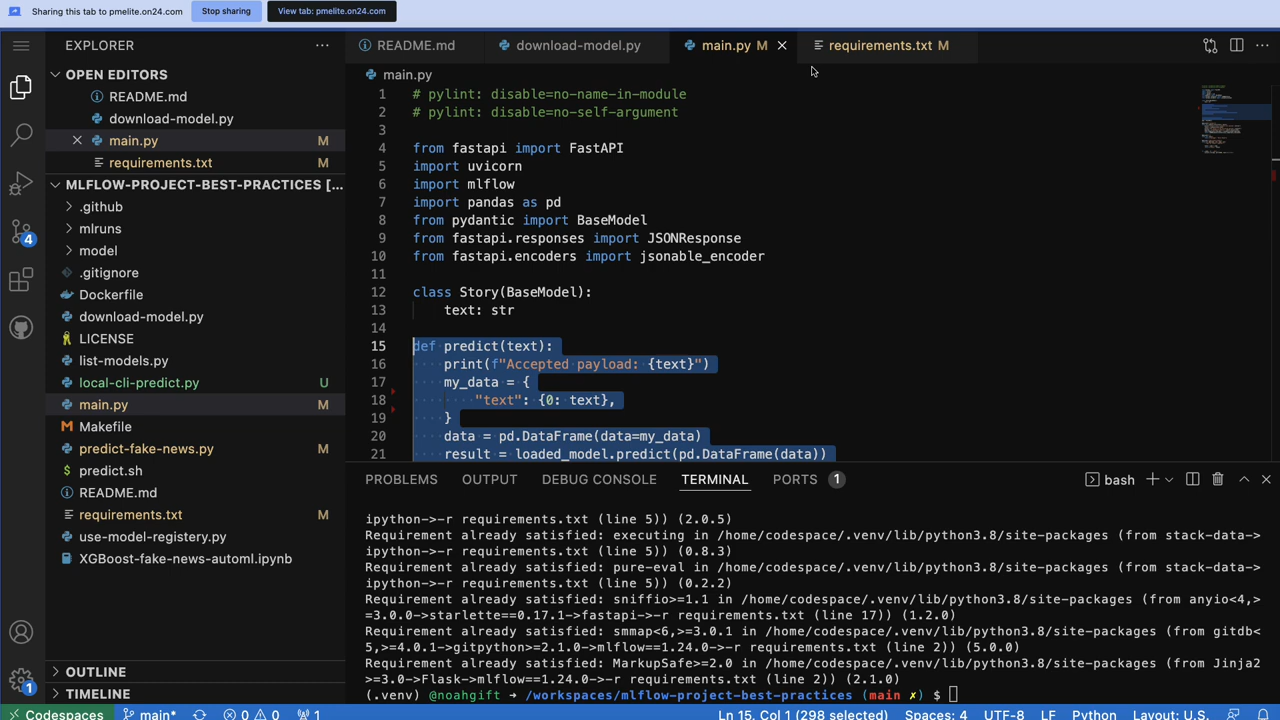 Sharing this tab to pmelite.on24.com
Stop sharing
View tab: pmelite.on24.com
EXPLORER
README.md
download-model.py
main.py M
requirements.txt M
OPEN EDITORS
README.md
download-model.py
main.py M
requirements.txt M
MLFLOW-PROJECT-BEST-PRACTICES [...
.github
mlruns
model
.gitignore
Dockerfile
download-model.py
LICENSE
list-models.py
local-cli-predict.py U
main.py M
Makefile
predict-fake-news.py M
predict.sh
README.md
requirements.txt M
use-model-registery.py
XGBoost-fake-news-automl.ipynb
OUTLINE
TIMELINE
4
1
main.py
1 # pylint: disable=no-name-in-module
2 # pylint: disable=no-self-argument
3
4 from fastapi import FastAPI
5 import uvicorn
6 import mlflow
7 import pandas as pd
8 from pydantic import BaseModel
9 from fastapi.responses import JSONResponse
10 from fastapi.encoders import jsonable_encoder
11
12 class Story(BaseModel):
13     text: str
14
15 def predict(text):
16     print(f"Accepted payload: {text}")
17     my_data = {
18         "text": {0: text},
19     }
20     data = pd.DataFrame(data=my_data)
21     result = loaded_model.predict(pd.DataFrame(data))
PROBLEMS OUTPUT DEBUG CONSOLE TERMINAL PORTS 1
bash
ipython->-r requirements.txt (line 5)) (2.0.5)
Requirement already satisfied: executing in /home/codespace/.venv/lib/python3.8/site-packages (from stack-data->
ipython->-r requirements.txt (line 5)) (0.8.3)
Requirement already satisfied: pure-eval in /home/codespace/.venv/lib/python3.8/site-packages (from stack-data->
ipython->-r requirements.txt (line 5)) (0.2.2)
Requirement already satisfied: sniffio>=1.1 in /home/codespace/.venv/lib/python3.8/site-packages (from anyio<4,>
=3.0.0->starlette==0.17.1->fastapi->-r requirements.txt (line 17)) (1.2.0)
Requirement already satisfied: smmap<6,>=3.0.1 in /home/codespace/.venv/lib/python3.8/site-packages (from gitdb<
5,>=4.0.1->gitpython>=2.1.0->mlflow==1.24.0->-r requirements.txt (line 2)) (5.0.0)
Requirement already satisfied: MarkupSafe>=2.0 in /home/codespace/.venv/lib/python3.8/site-packages (from Jinja2
>=3.0->Flask->mlflow==1.24.0->-r requirements.txt (line 2)) (2.1.0)
(.venv) @noahgift ➜ /workspaces/mlflow-project-best-practices (main ✗) $
Codespaces main* 0 0 1
Ln 15, Col 1 (298 selected) Spaces: 4 UTF-8 LF Python Layout: U.S.